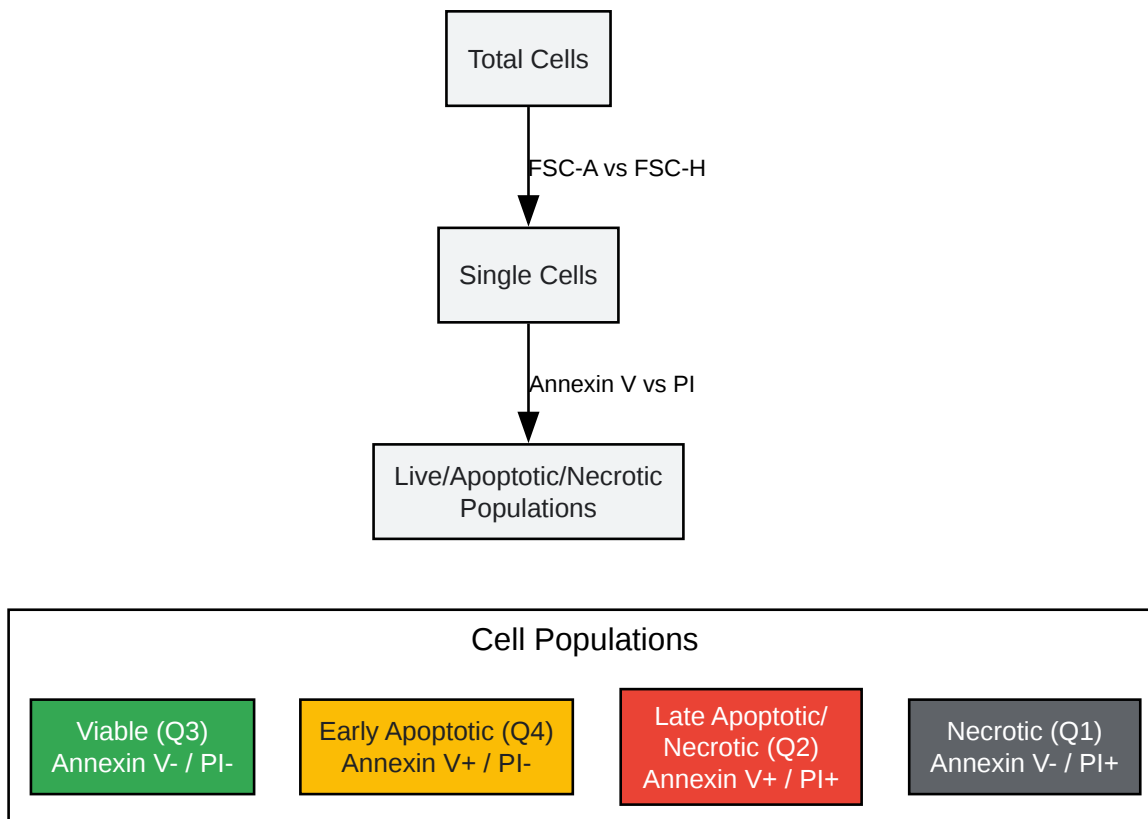 Total Cells
FSC-A vs FSC-H
Single Cells
Annexin V vs PI
Live/Apoptotic/Necrotic
Populations
Cell Populations
Viable (Q3)
Annexin V- / PI-
Early Apoptotic (Q4)
Annexin V+ / PI-
Late Apoptotic/
Necrotic (Q2)
Annexin V+ / PI+
Necrotic (Q1)
Annexin V- / PI+